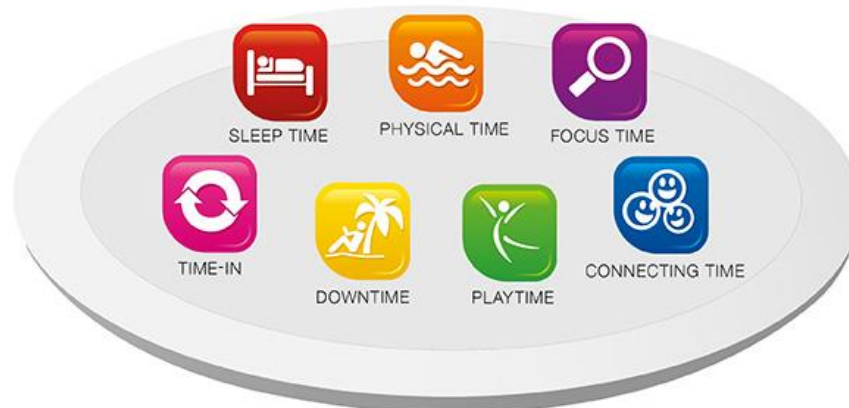 SLEEP TIME
PHYSICAL TIME
FOCUS TIME
TIME-IN
DOWNTIME
PLAYTIME
CONNECTING TIME